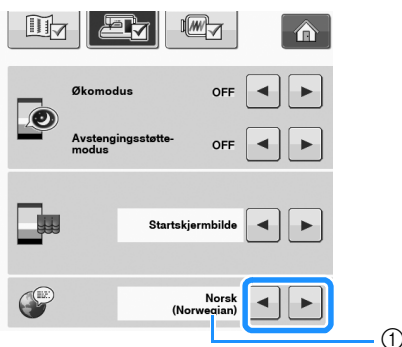 Økomodus OFF
Avstengingsstøtte-
modus OFF
Startskjermbilde
Norsk
(Norwegian)
①